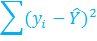 ∑(yᵢ − Ŷ)²